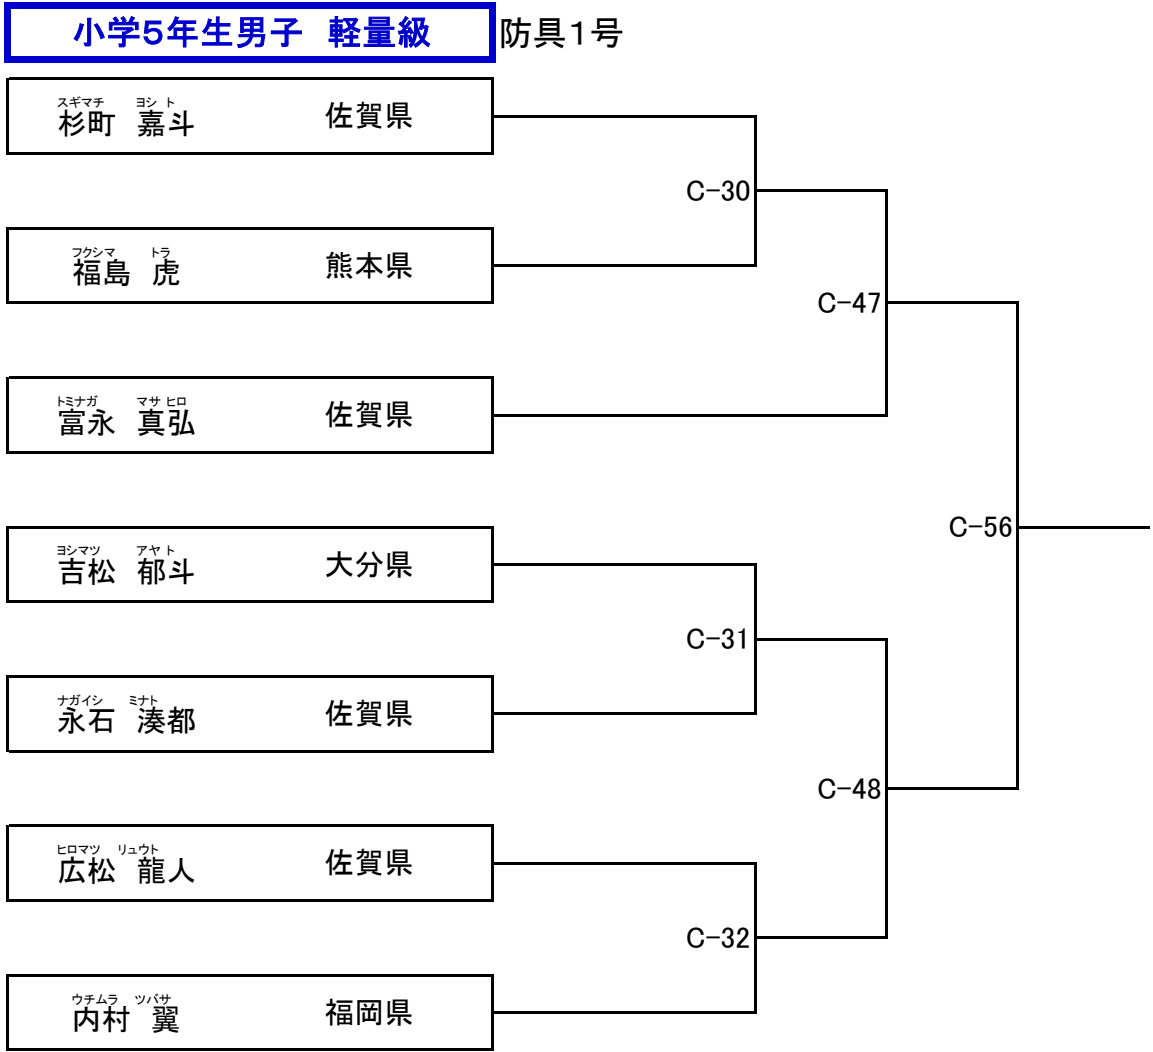 小学5年生男子　軽量級　防具１号
スギマチ　ヨシト
杉町　嘉斗　佐賀県
C-30
フクシマ　トラ
福島　虎　熊本県
C-47
トミナガ　マサヒロ
富永　真弘　佐賀県
C-56
ヨシマツ　アヤト
吉松　郁斗　大分県
C-31
ナガイシ　ミナト
永石　湊都　佐賀県
C-48
ヒロマツ　リュウト
広松　龍人　佐賀県
C-32
ウチムラ　ツバサ
内村　翼　福岡県